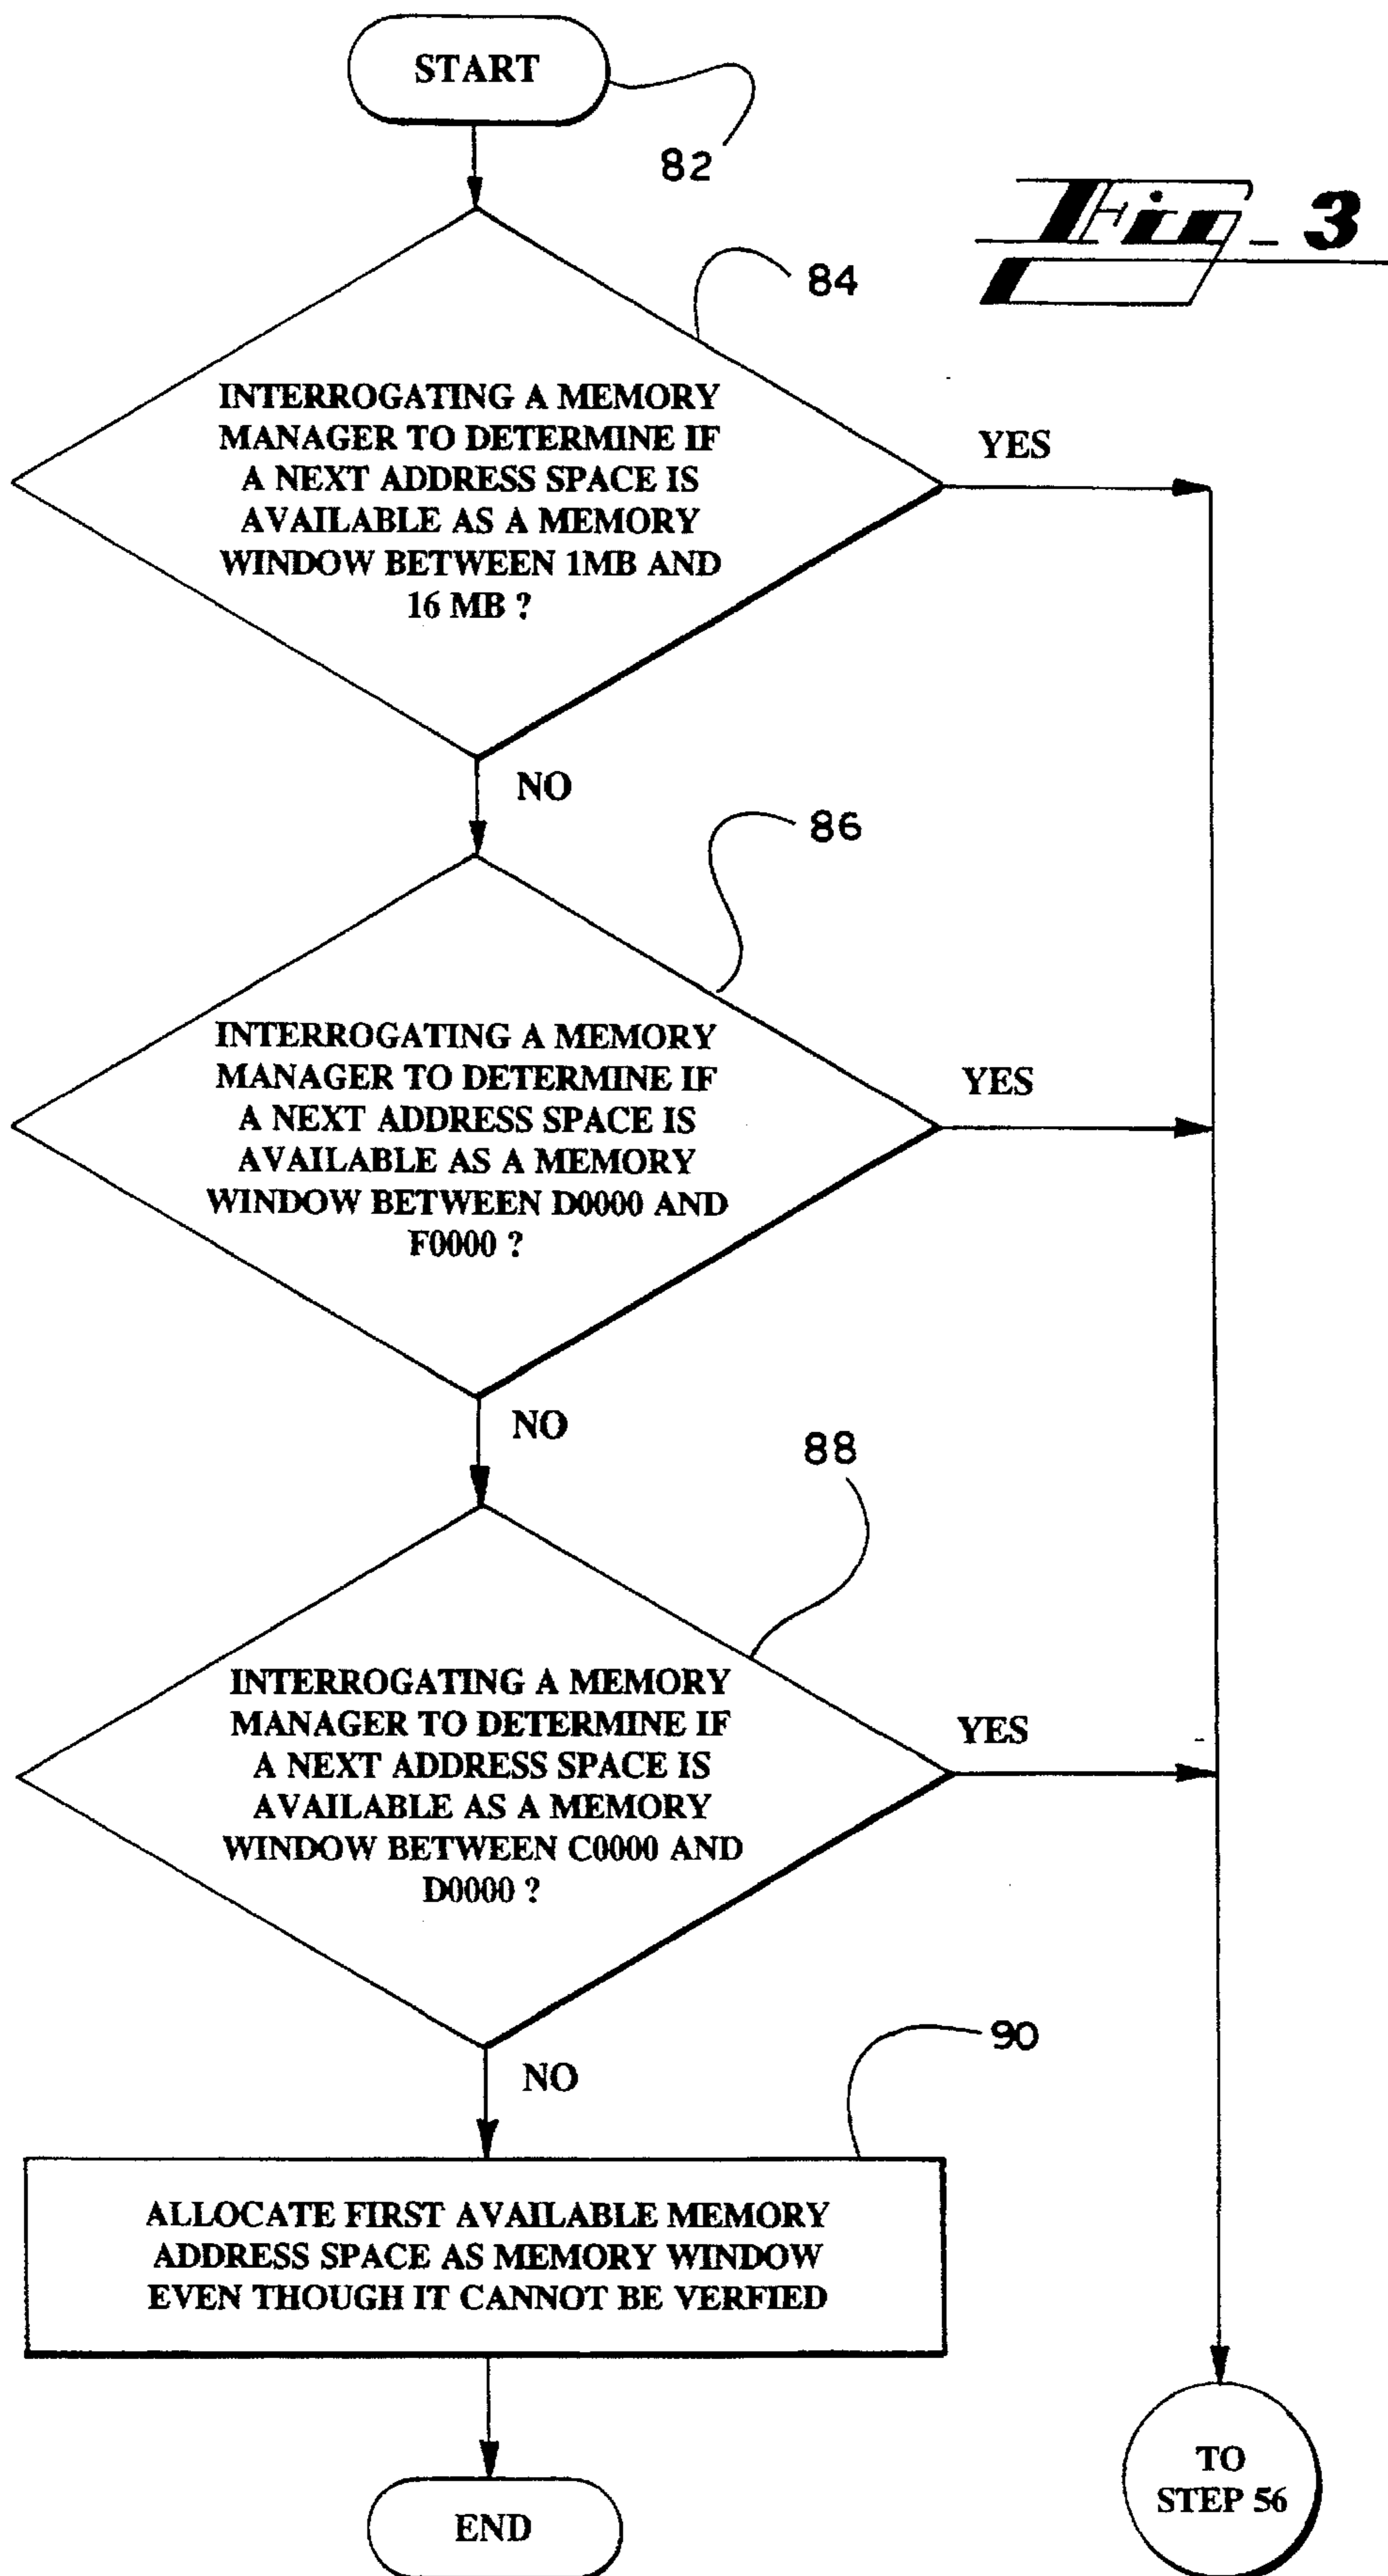 START
82
Fig_3
84
INTERROGATING A MEMORY
MANAGER TO DETERMINE IF
A NEXT ADDRESS SPACE IS
AVAILABLE AS A MEMORY
WINDOW BETWEEN 1MB AND
16 MB ?
YES
NO
86
INTERROGATING A MEMORY
MANAGER TO DETERMINE IF
A NEXT ADDRESS SPACE IS
AVAILABLE AS A MEMORY
WINDOW BETWEEN D0000 AND
F0000 ?
YES
NO
88
INTERROGATING A MEMORY
MANAGER TO DETERMINE IF
A NEXT ADDRESS SPACE IS
AVAILABLE AS A MEMORY
WINDOW BETWEEN C0000 AND
D0000 ?
YES
NO
90
ALLOCATE FIRST AVAILABLE MEMORY
ADDRESS SPACE AS MEMORY WINDOW
EVEN THOUGH IT CANNOT BE VERFIED
END
TO
STEP 56